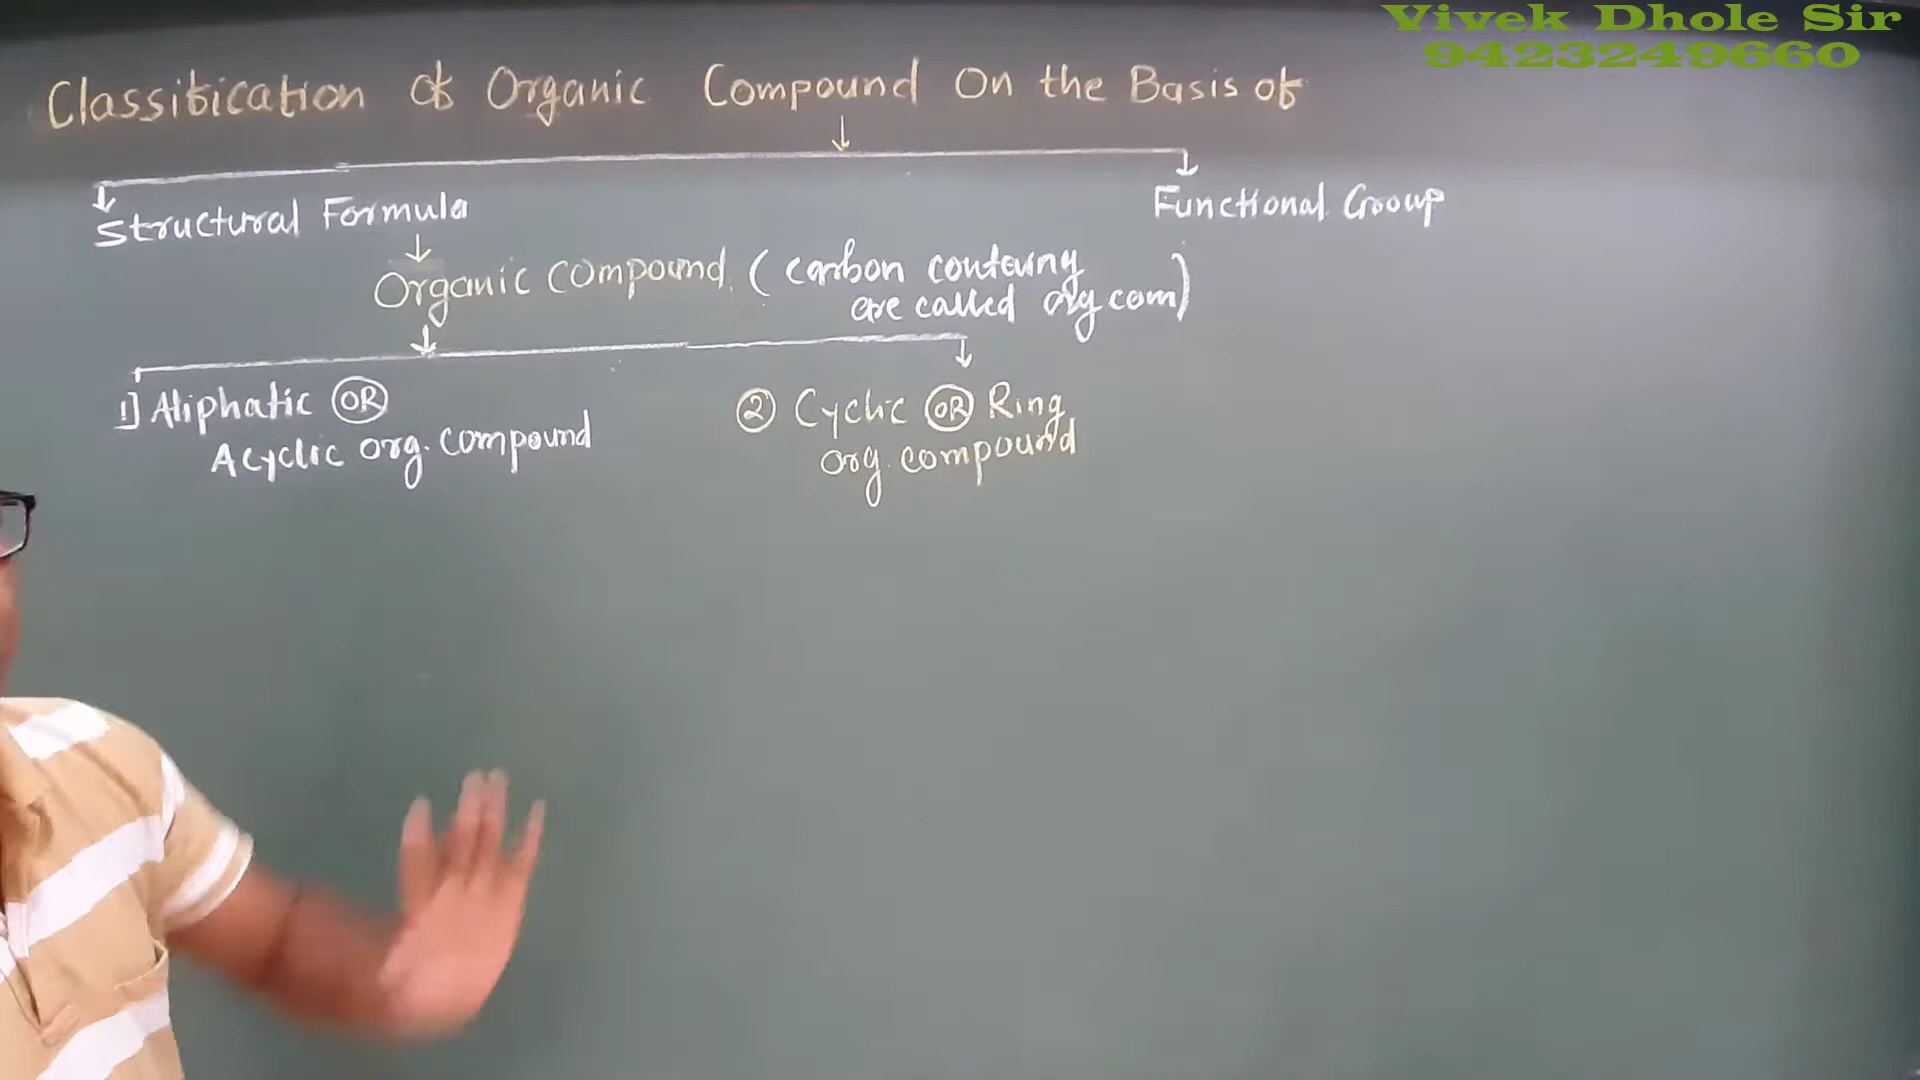 Vivek Dhole Sir
9423249660
Classification of Organic Compound On the Basis of
Structural Formula
Functional Group
Organic compound (carbon contening
are called org com)
1] Aliphatic OR
Acyclic org. compound
2 Cyclic OR Ring
org. compound